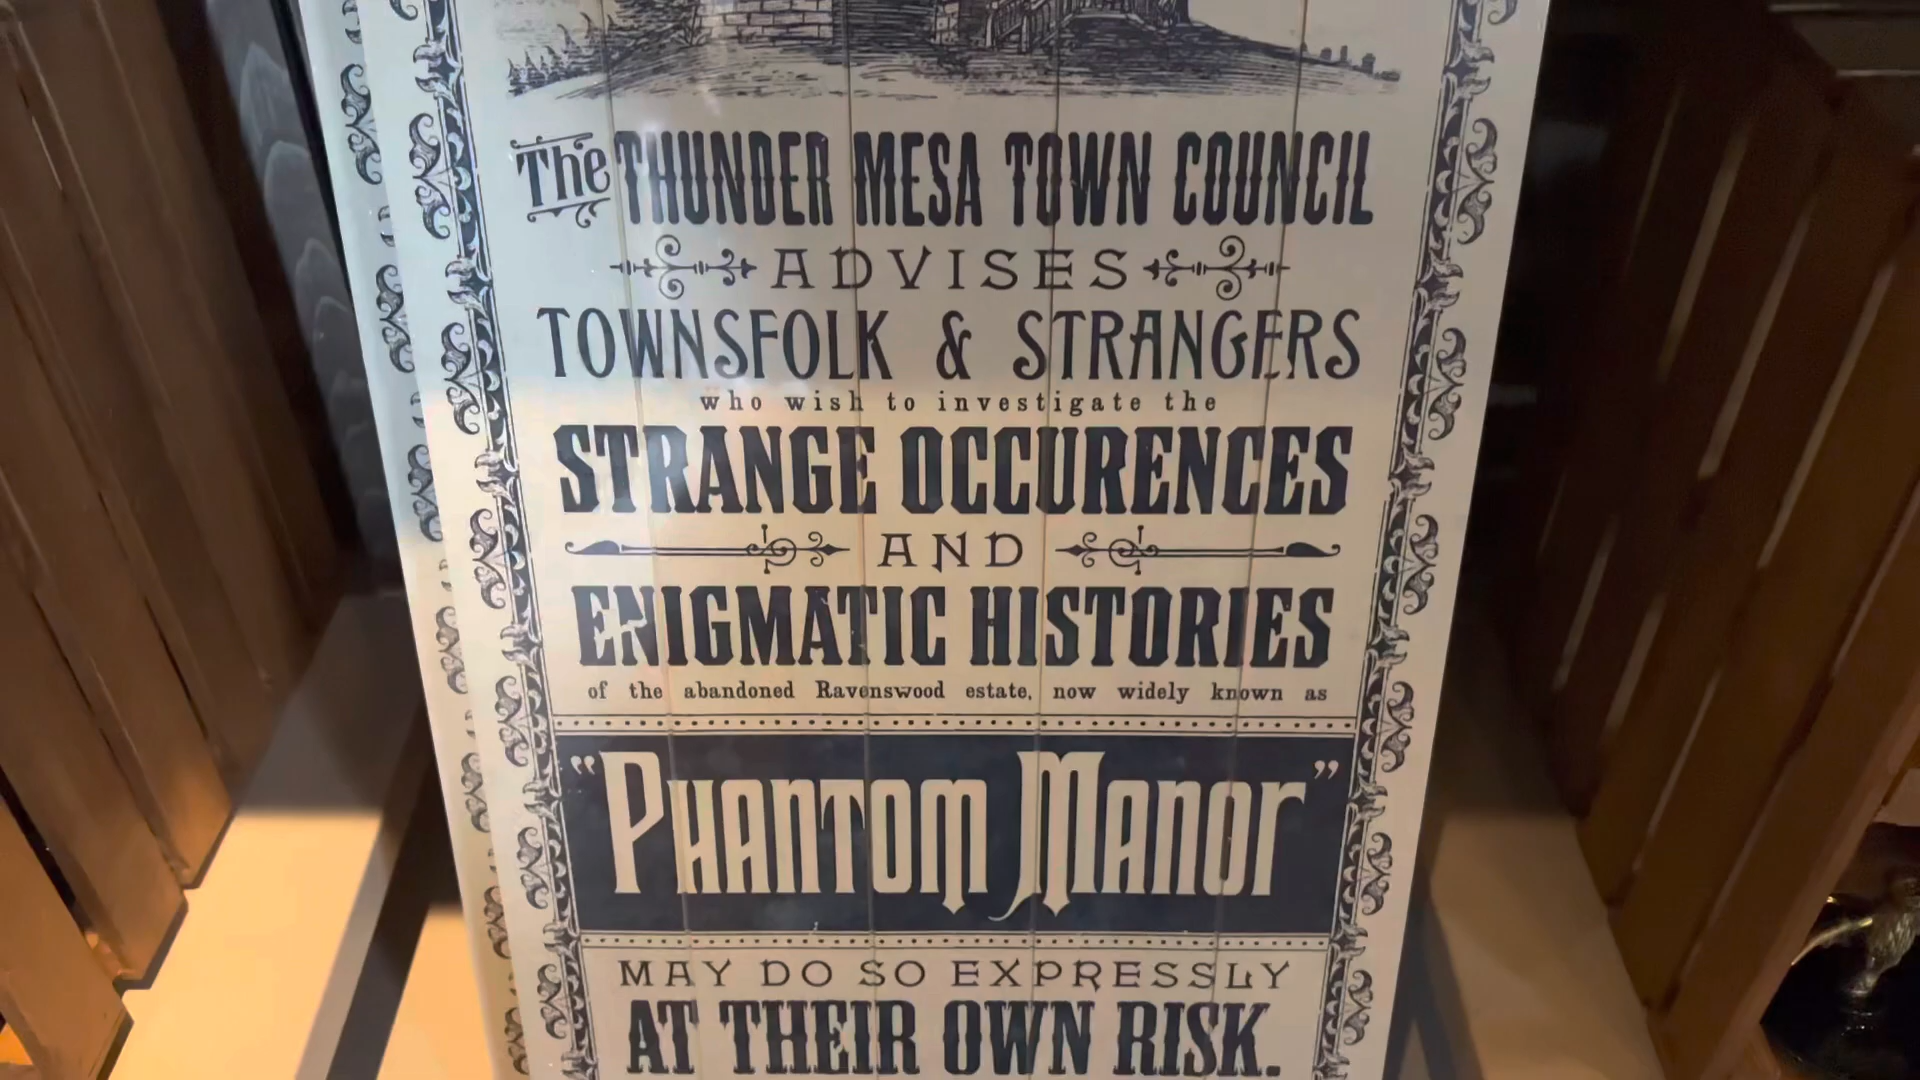 The THUNDER MESA TOWN COUNCIL
ADVISES
TOWNSFOLK & STRANGERS
who wish to investigate the
STRANGE OCCURENCES
AND
ENIGMATIC HISTORIES
of the abandoned Ravenswood estate, now widely known as
"PHANTOM MANOR"
MAY DO SO EXPRESSLY
AT THEIR OWN RISK.